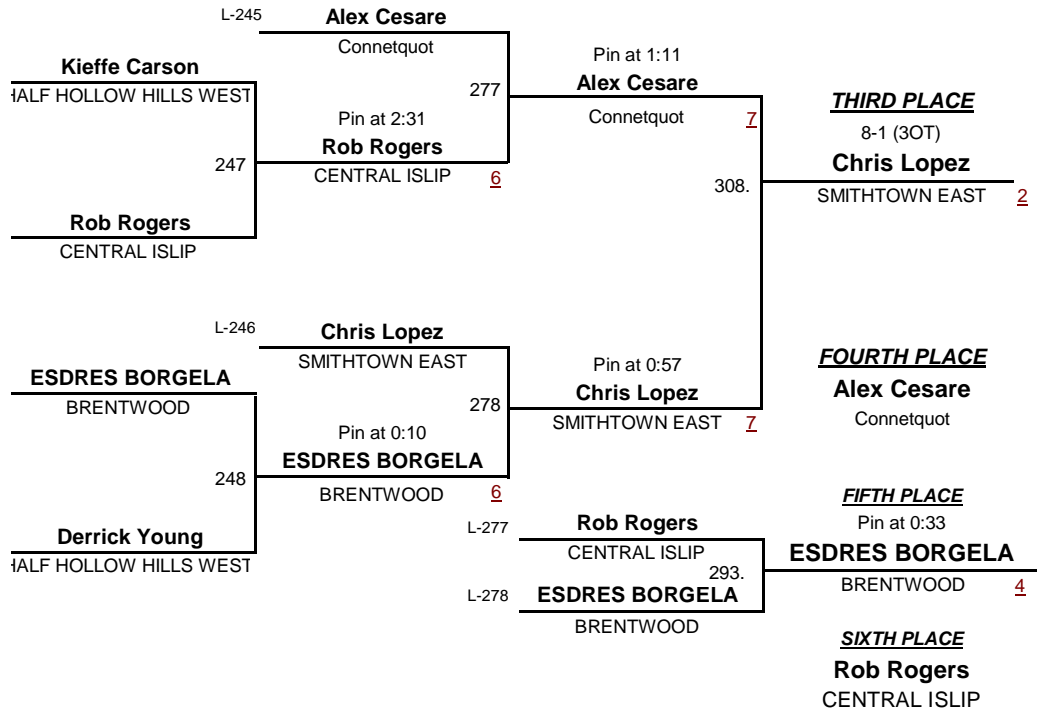 L-245
Alex Cesare
Connetquot
Kieffe Carson
HALF HOLLOW HILLS WEST
277
Pin at 1:11
Alex Cesare
Connetquot 7
THIRD PLACE
8-1 (3OT)
Chris Lopez
SMITHTOWN EAST 2
Pin at 2:31
Rob Rogers
CENTRAL ISLIP 6
247
308.
Rob Rogers
CENTRAL ISLIP
L-246
Chris Lopez
SMITHTOWN EAST
ESDRES BORGELA
BRENTWOOD
278
Pin at 0:57
Chris Lopez
SMITHTOWN EAST 7
FOURTH PLACE
Alex Cesare
Connetquot
Pin at 0:10
ESDRES BORGELA
BRENTWOOD 6
248
Derrick Young
HALF HOLLOW HILLS WEST
L-277
Rob Rogers
CENTRAL ISLIP
293.
L-278
ESDRES BORGELA
BRENTWOOD
FIFTH PLACE
Pin at 0:33
ESDRES BORGELA
BRENTWOOD 4
SIXTH PLACE
Rob Rogers
CENTRAL ISLIP